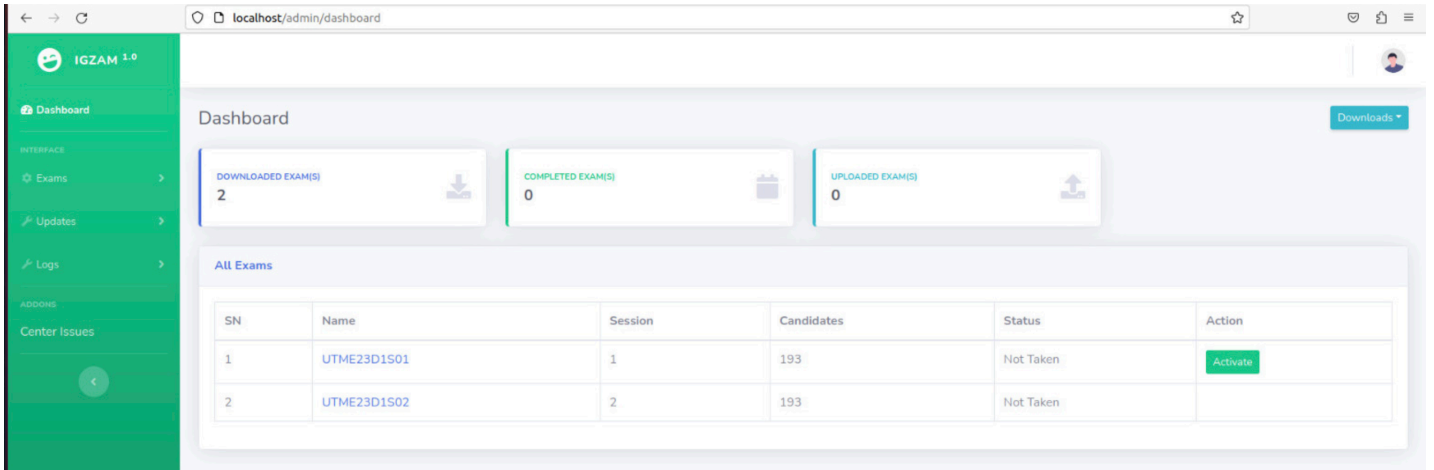 localhost/admin/dashboard
IGZAM 1.0
Dashboard
INTERFACE
Exams
Updates
Logs
ADDONS
Center Issues
Dashboard
Downloads
DOWNLOADED EXAM(S)
2
COMPLETED EXAM(S)
0
UPLOADED EXAM(S)
0
All Exams
SN Name Session Candidates Status Action
1 UTME23D1S01 1 193 Not Taken Activate
2 UTME23D1S02 2 193 Not Taken